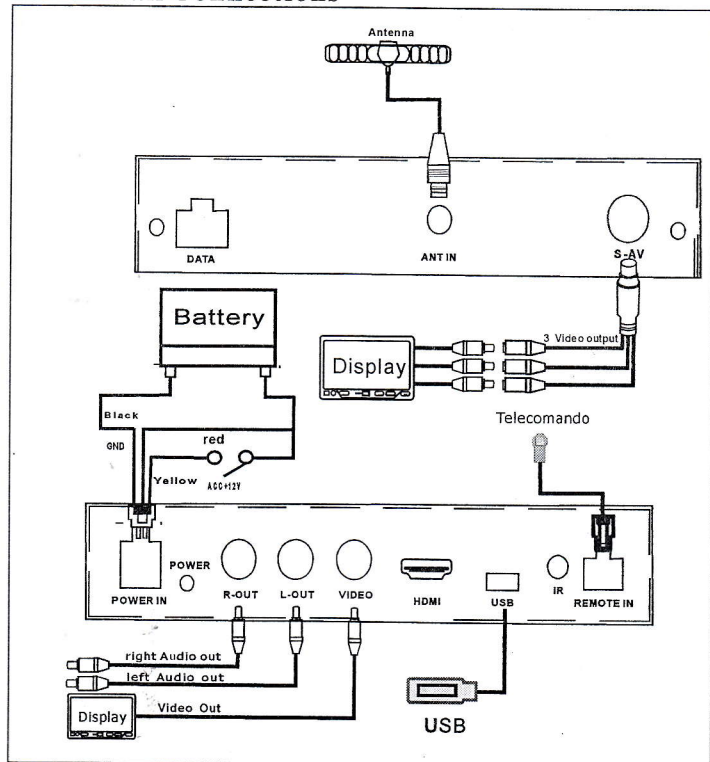 Antenna
DATA
ANT IN
S-AV
Battery
3 Video output
Display
Telecomando
Black
GND
red
Yellow
ACC+12V
POWER IN
POWER
R-OUT
L-OUT
VIDEO
HDMI
USB
IR
REMOTE IN
right Audio out
left Audio out
Display
Video Out
USB